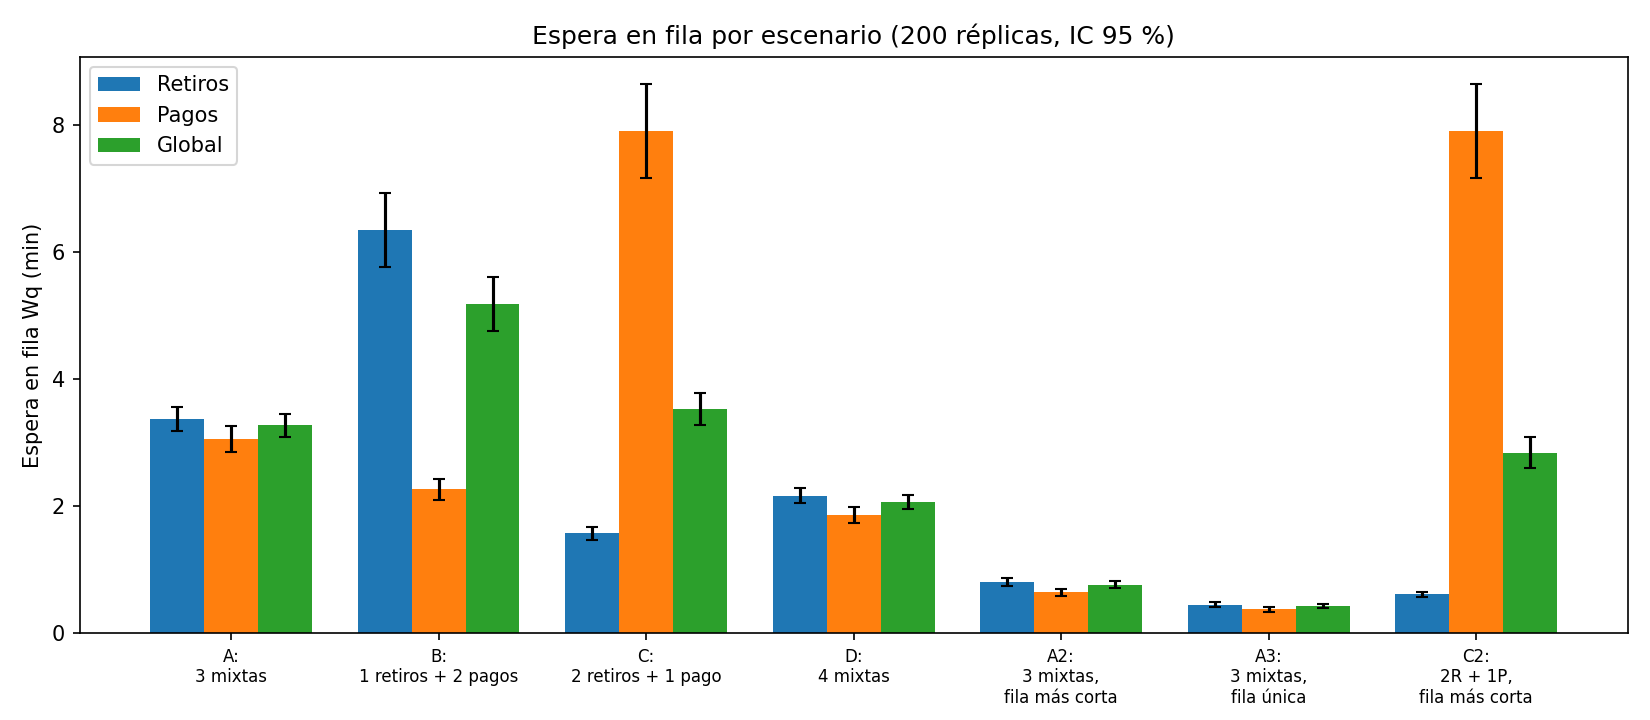 Espera en fila por escenario (200 réplicas, IC 95 %)
Retiros
Pagos
Global
Espera en fila Wq (min)
8
6
4
2
0
A:
3 mixtas
B:
1 retiros + 2 pagos
C:
2 retiros + 1 pago
D:
4 mixtas
A2:
3 mixtas,
fila más corta
A3:
3 mixtas,
fila única
C2:
2R + 1P,
fila más corta